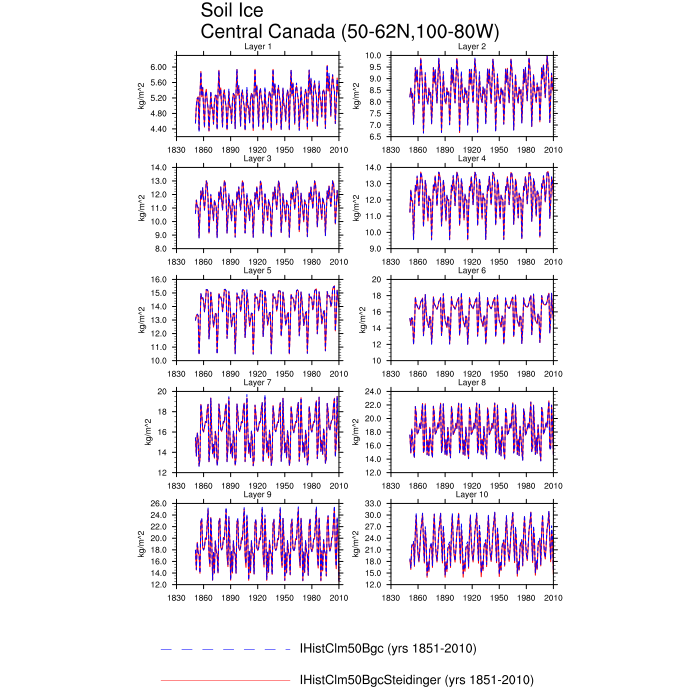 Soil Ice
Central Canada (50-62N,100-80W)
Layer 1
kg/m^2
6.00
5.60
5.20
4.80
4.40
1830 1860 1890 1920 1950 1980 2010
Layer 2
kg/m^2
10.0
9.5
9.0
8.5
8.0
7.5
7.0
6.5
1830 1860 1890 1920 1950 1980 2010
Layer 3
kg/m^2
14.0
13.0
12.0
11.0
10.0
9.0
8.0
1830 1860 1890 1920 1950 1980 2010
Layer 4
kg/m^2
14.0
13.0
12.0
11.0
10.0
9.0
1830 1860 1890 1920 1950 1980 2010
Layer 5
kg/m^2
16.0
15.0
14.0
13.0
12.0
11.0
10.0
1830 1860 1890 1920 1950 1980 2010
Layer 6
kg/m^2
20
18
16
14
12
10
1830 1860 1890 1920 1950 1980 2010
Layer 7
kg/m^2
20
18
16
14
12
1830 1860 1890 1920 1950 1980 2010
Layer 8
kg/m^2
24.0
22.0
20.0
18.0
16.0
14.0
12.0
1830 1860 1890 1920 1950 1980 2010
Layer 9
kg/m^2
26.0
24.0
22.0
20.0
18.0
16.0
14.0
12.0
1830 1860 1890 1920 1950 1980 2010
Layer 10
kg/m^2
33.0
30.0
27.0
24.0
21.0
18.0
15.0
12.0
1830 1860 1890 1920 1950 1980 2010
IHistClm50Bgc (yrs 1851-2010)
IHistClm50BgcSteidinger (yrs 1851-2010)